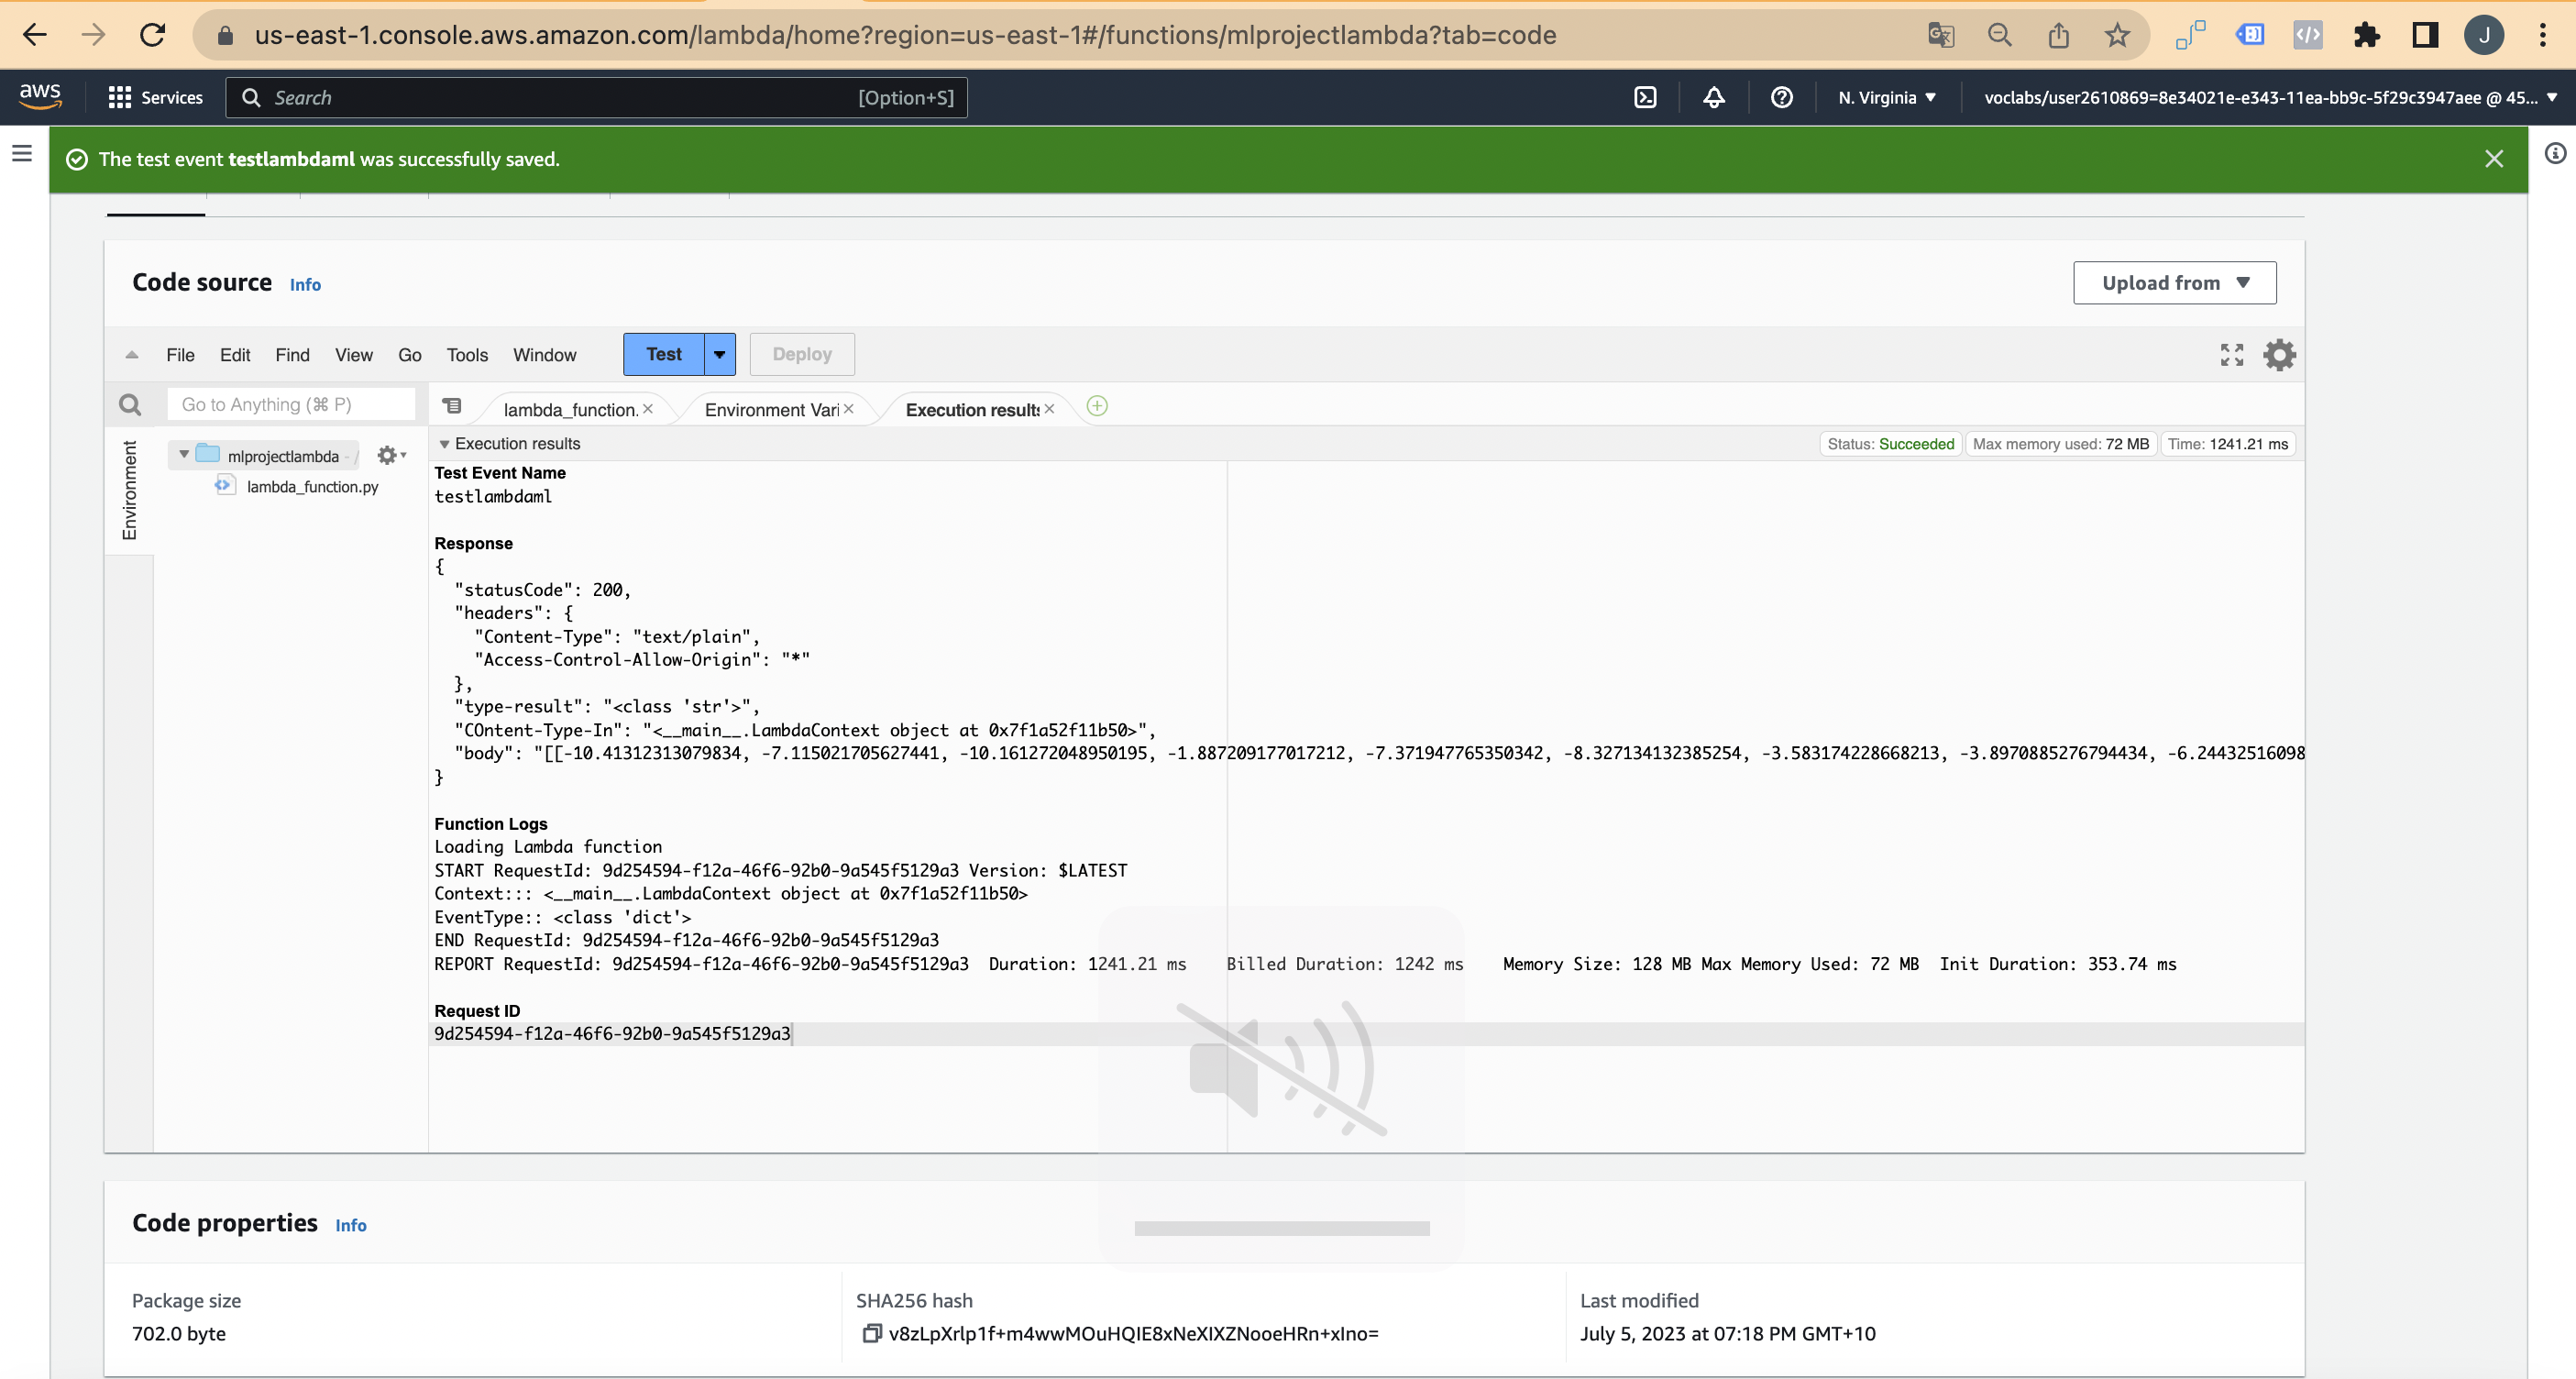 us-east-1.console.aws.amazon.com/lambda/home?region=us-east-1#/functions/mlprojectlambda?tab=code
J
aws
Services
Search
[Option+S]
N. Virginia
voclabs/user2610869=8e34021e-e343-11ea-bb9c-5f29c3947aee @ 45...
The test event testlambdaml was successfully saved.
Code source
Info
Upload from
File Edit Find View Go Tools Window
Test
Deploy
Go to Anything (⌘ P)
lambda_function.
Environment Vari
Execution results
Environment
mlprojectlambda - /
lambda_function.py
Execution results
Status: Succeeded
Max memory used: 72 MB
Time: 1241.21 ms
Test Event Name
testlambdaml
Response
{
"statusCode": 200,
"headers": {
"Content-Type": "text/plain",
"Access-Control-Allow-Origin": "*"
},
"type-result": "<class 'str'>",
"COntent-Type-In": "<__main__.LambdaContext object at 0x7f1a52f11b50>",
"body": "[[-10.41312313079834, -7.115021705627441, -10.161272048950195, -1.887209177017212, -7.371947765350342, -8.327134132385254, -3.583174228668213, -3.8970885276794434, -6.24432516098
}
Function Logs
Loading Lambda function
START RequestId: 9d254594-f12a-46f6-92b0-9a545f5129a3 Version: $LATEST
Context::: <__main__.LambdaContext object at 0x7f1a52f11b50>
EventType:: <class 'dict'>
END RequestId: 9d254594-f12a-46f6-92b0-9a545f5129a3
REPORT RequestId: 9d254594-f12a-46f6-92b0-9a545f5129a3 Duration: 1241.21 ms Billed Duration: 1242 ms Memory Size: 128 MB Max Memory Used: 72 MB Init Duration: 353.74 ms
Request ID
9d254594-f12a-46f6-92b0-9a545f5129a3
Code properties
Info
Package size
702.0 byte
SHA256 hash
v8zLpXrlp1f+m4wwMOuHQIE8xNeXIXZNooeHRn+xIno=
Last modified
July 5, 2023 at 07:18 PM GMT+10